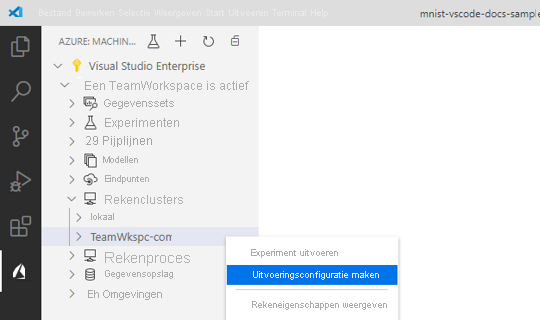 Bestand Bewerken Selectie Weergeven Start Uitvoeren Terminal Help
mnist-vscode-docs-sample
AZURE: MACHIN...
Visual Studio Enterprise
Een TeamWorkspace is actief
Gegevenssets
Experimenten
29 Pijplijnen
Modellen
Eindpunten
Rekenclusters
lokaal
TeamWkspc-com
Rekenproces
Gegevensopslag
Eh Omgevingen
Experiment uitvoeren
Uitvoeringsconfiguratie maken
Rekeneigenschappen weergeven